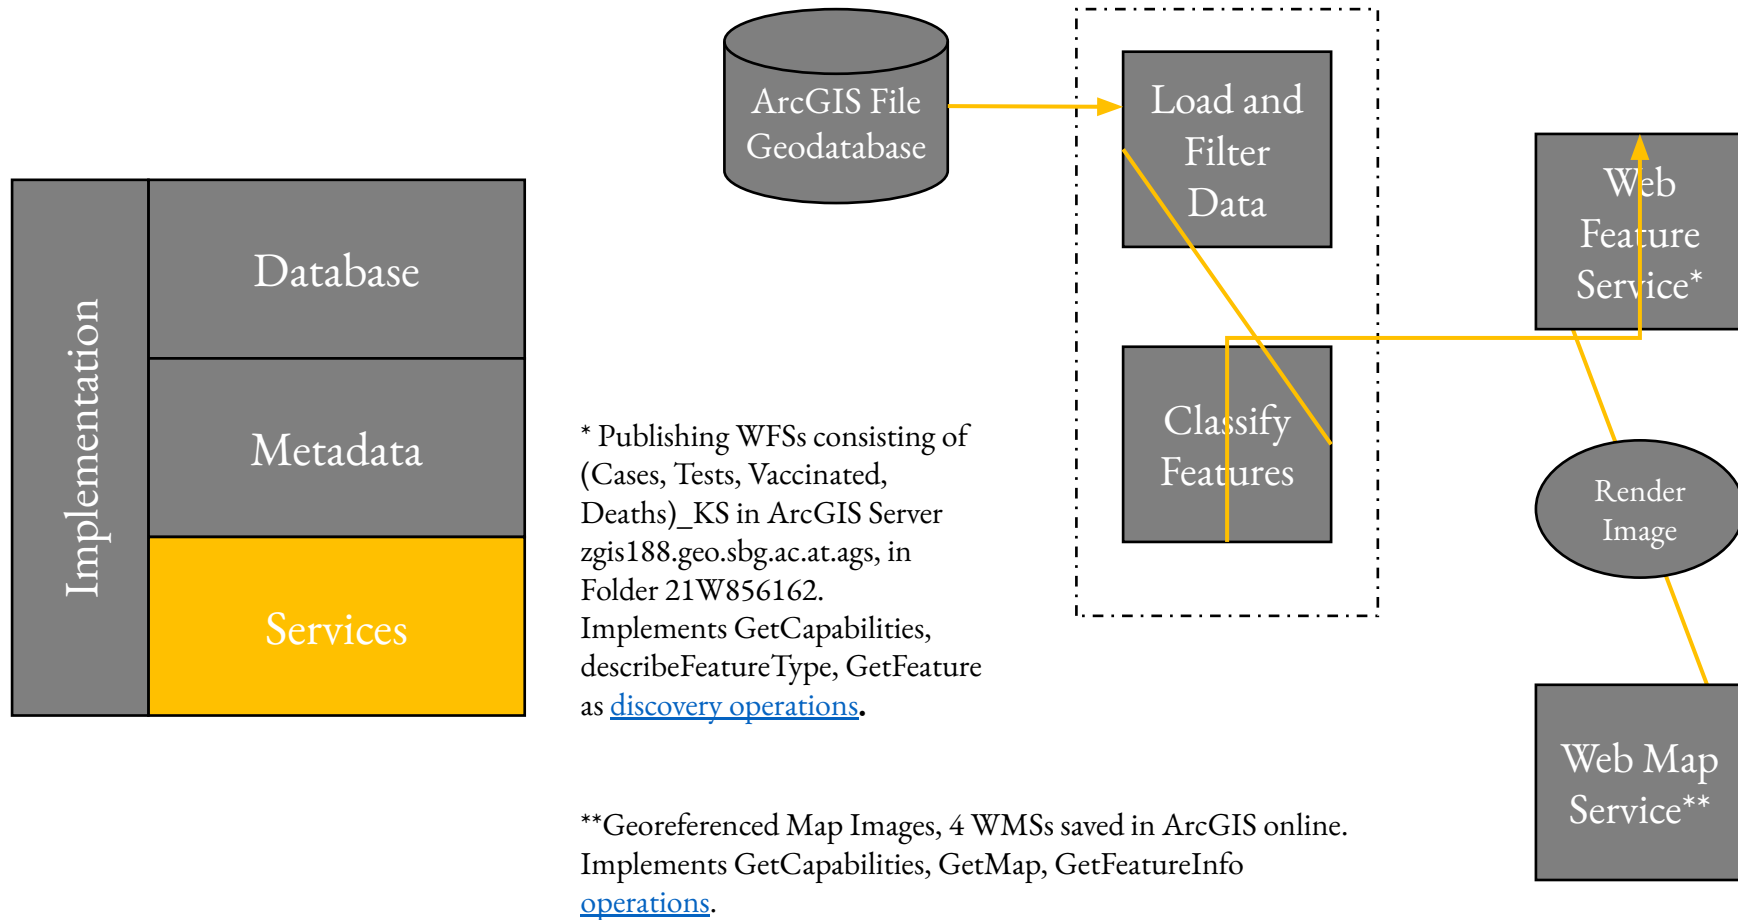 Implementation
Database
Metadata
Services
ArcGIS File
Geodatabase
Load and
Filter
Data
Classify
Features
Web
Feature
Service*
Render
Image
Web Map
Service**
* Publishing WFSs consisting of
(Cases, Tests, Vaccinated,
Deaths)_KS in ArcGIS Server
zgis188.geo.sbg.ac.at.ags, in
Folder 21W856162.
Implements GetCapabilities,
describeFeatureType, GetFeature
as discovery operations.
**Georeferenced Map Images, 4 WMSs saved in ArcGIS online.
Implements GetCapabilities, GetMap, GetFeatureInfo
operations.